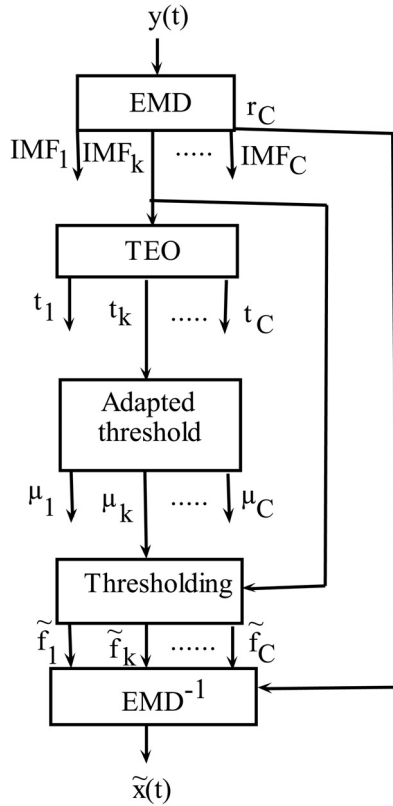 y(t)
EMD
r_C
IMF_1 IMF_k ..... IMF_C
TEO
t_1 t_k ..... t_C
Adapted
threshold
μ_1 μ_k ..... μ_C
Thresholding
f̃_1 f̃_k ...... f̃_C
EMD^-1
x̃(t)